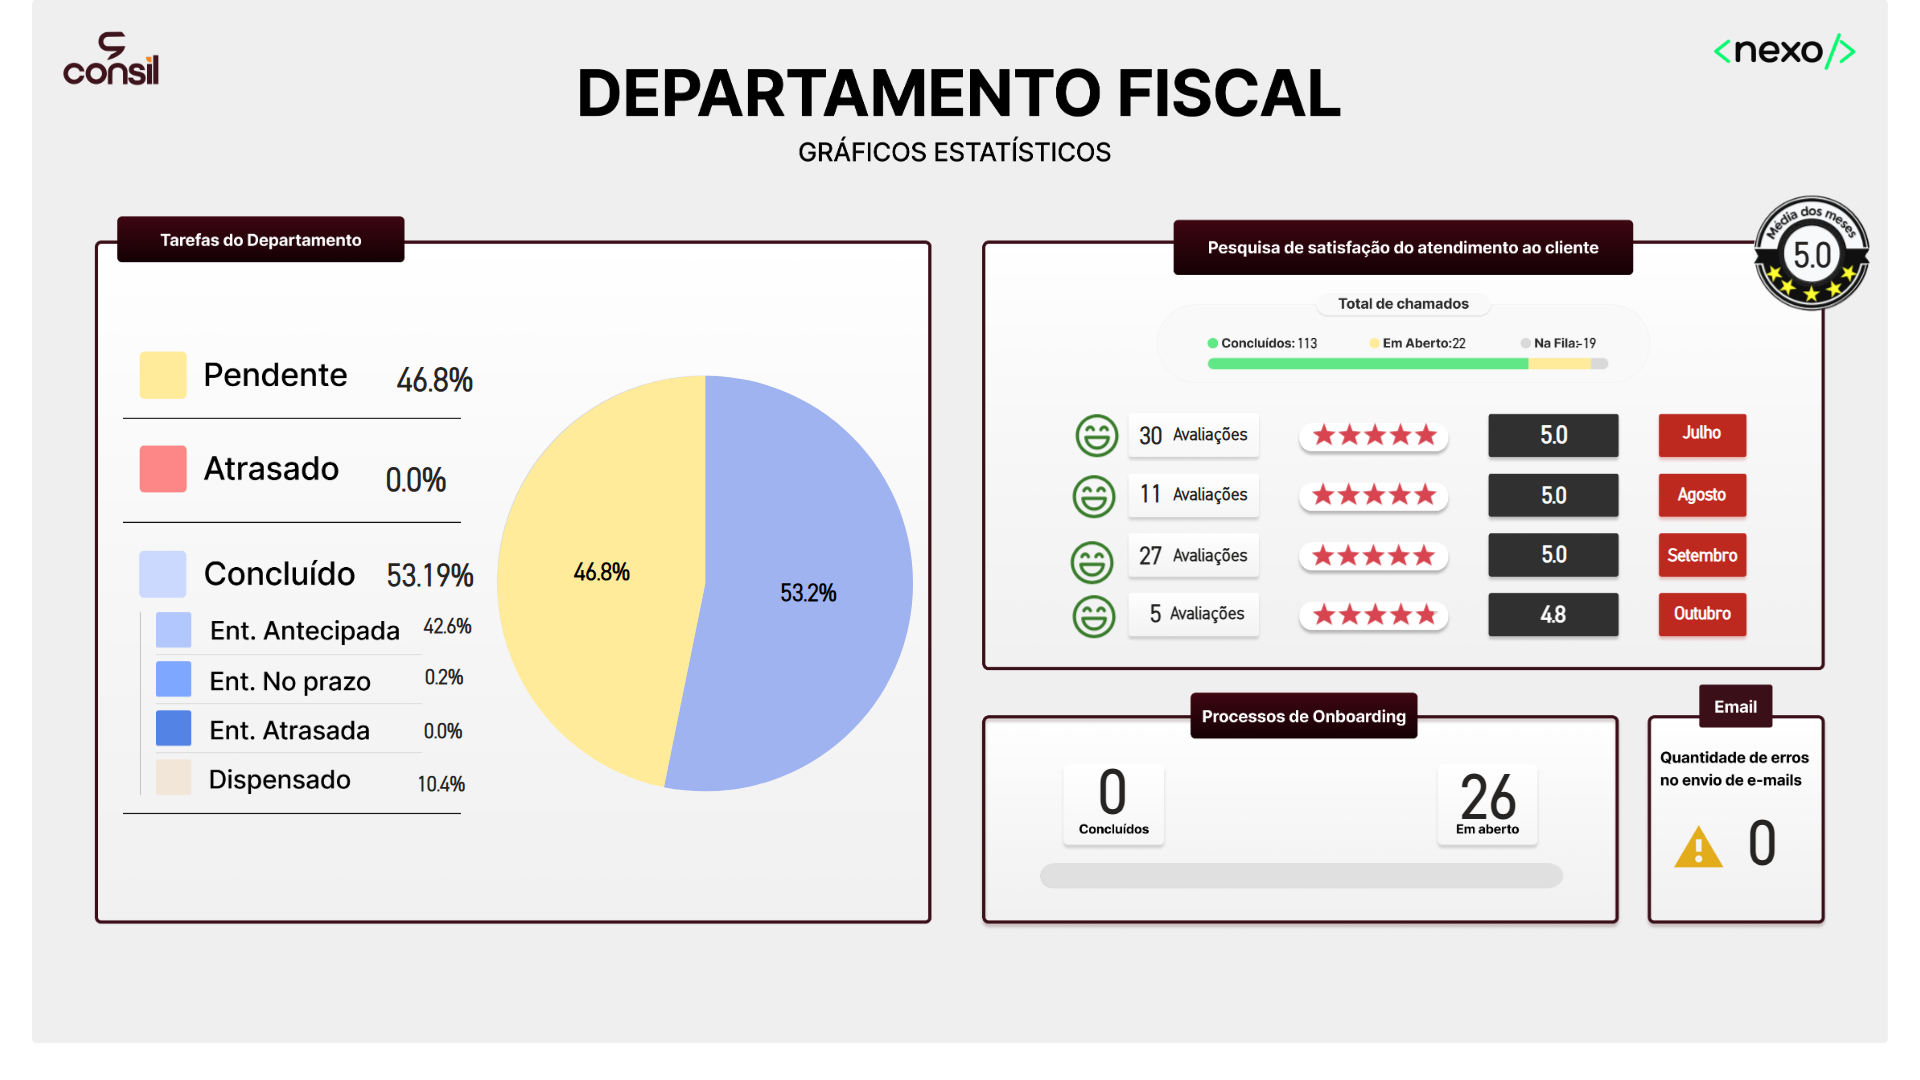 consil
<nexo/>
DEPARTAMENTO FISCAL
GRÁFICOS ESTATÍSTICOS
Tarefas do Departamento
Pendente 46.8%
Atrasado 0.0%
Concluído 53.19%
Ent. Antecipada 42.6%
Ent. No prazo 0.2%
Ent. Atrasada 0.0%
Dispensado 10.4%
46.8%
53.2%
Pesquisa de satisfação do atendimento ao cliente
Média dos meses
5.0
Total de chamados
Concluídos: 113 Em Aberto:22 Na Fila:-19
30 Avaliações 5.0 Julho
11 Avaliações 5.0 Agosto
27 Avaliações 5.0 Setembro
5 Avaliações 4.8 Outubro
Processos de Onboarding
0
Concluídos
26
Em aberto
Email
Quantidade de erros
no envio de e-mails
0